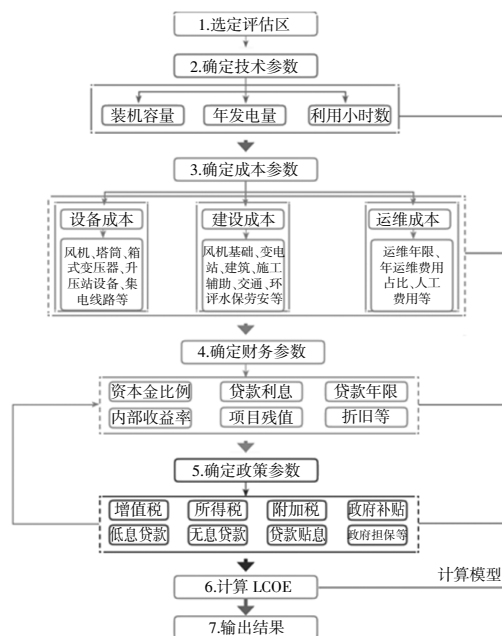 1.选定评估区
2.确定技术参数
装机容量
年发电量
利用小时数
3.确定成本参数
设备成本
风机、塔筒、箱
式变压器、升
压站设备、集
电线路等
建设成本
风机基础、变电
站、建筑、施工
辅助、交通、环
评水保劳安等
运维成本
运维年限、
年运维费用
占比、人工
费用等
4.确定财务参数
资本金比例
贷款利息
贷款年限
内部收益率
项目残值
折旧等
5.确定政策参数
增值税
所得税
附加税
政府补贴
低息贷款
无息贷款
贷款贴息
政府担保等
6.计算 LCOE
计算模型
7.输出结果